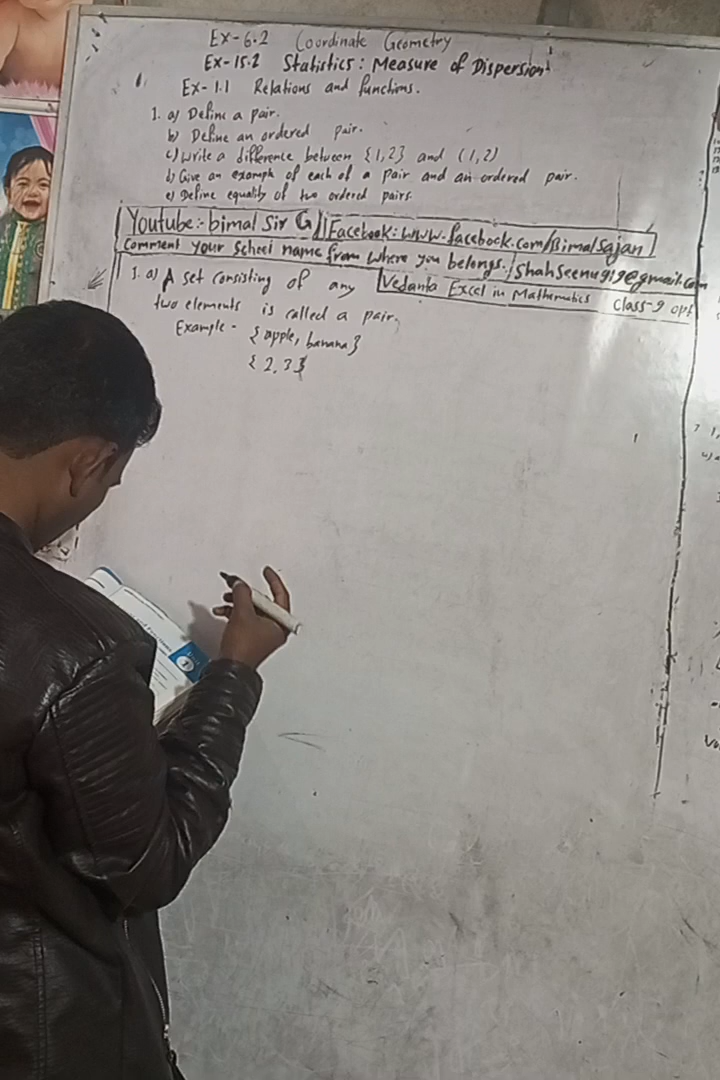 Ex-6.2 Coordinate Geometry
Ex-15.2 Statistics: Measure of Dispersion
Ex-1.1 Relations and functions.
1. a) Define a pair.
b) Define an ordered pair.
c) Write a difference between {1,2} and (1,2)
d) Give an example of each of a pair and an ordered pair.
e) Define equality of two ordered pairs.
Youtube:- bimal Sir G
Facebook: www.facebook.com/Bimalsajan
Comment your School name from where you belongs.
shahseenu919@gmail.com
Vedanta Excel in Mathematics class-9 opt
1. a) A set consisting of any
two elements is called a pair.
Example - {apple, banana}
{2,3}